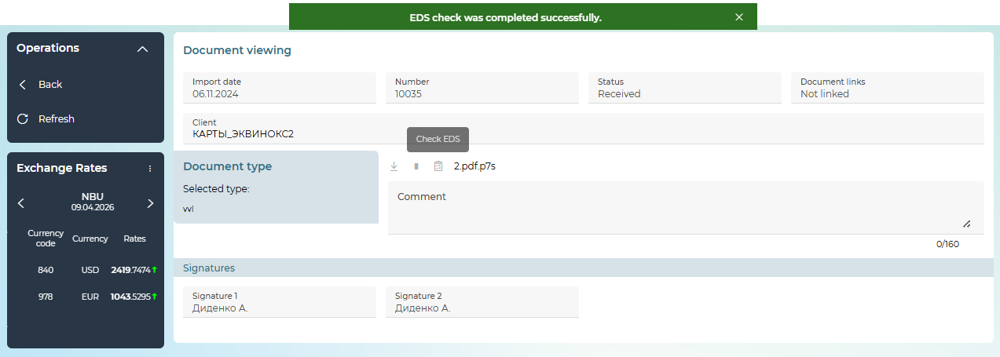 EDS check was completed successfully.
Operations
Back
Refresh
Exchange Rates
NBU
09.04.2026
Currency code Currency Rates
840 USD 2419.7474
978 EUR 1043.5295
Document viewing
Import date
06.11.2024
Number
10035
Status
Received
Document links
Not linked
Client
КАРТЫ_ЭКВИНОКС2
Check EDS
Document type
Selected type:
vvl
2.pdf.p7s
Comment
0/160
Signatures
Signature 1
Диденко А.
Signature 2
Диденко А.